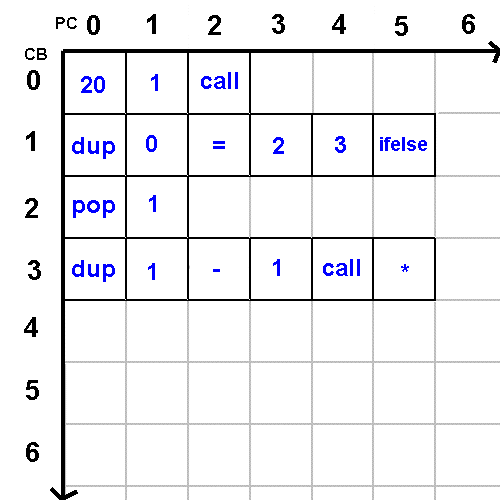 PC 0 1 2 3 4 5 6
CB
0 20 1 call
1 dup 0 = 2 3 ifelse
2 pop 1
3 dup 1 - 1 call *
4
5
6